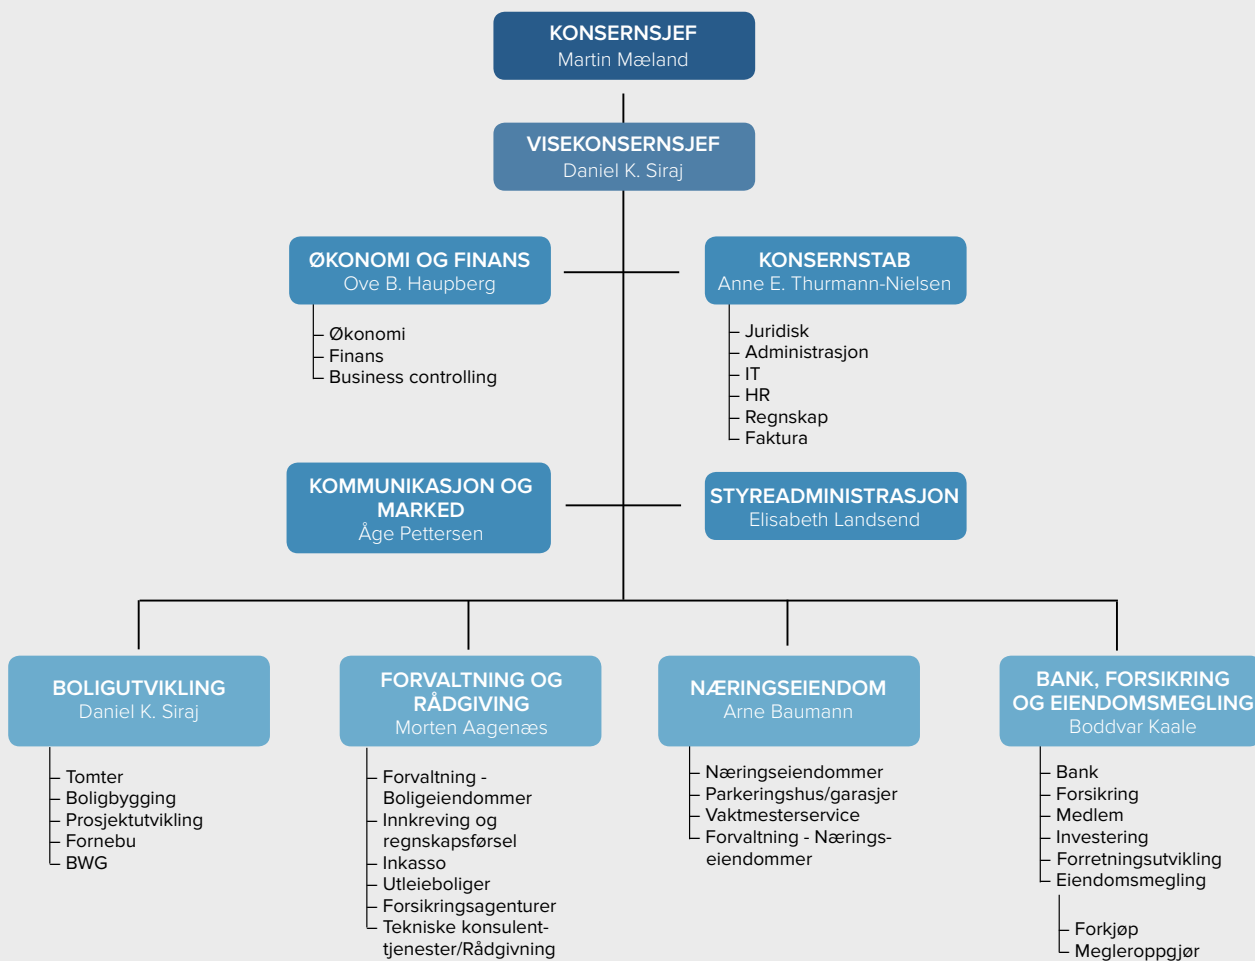 KONSERNSJEF
Martin Mæland
VISEKONSERNSJEF
Daniel K. Siraj
ØKONOMI OG FINANS
Ove B. Haupberg
– Økonomi
– Finans
– Business controlling
KONSERNSTAB
Anne E. Thurmann-Nielsen
– Juridisk
– Administrasjon
– IT
– HR
– Regnskap
– Faktura
KOMMUNIKASJON OG
MARKED
Åge Pettersen
STYREADMINISTRASJON
Elisabeth Landsend
BOLIGUTVIKLING
Daniel K. Siraj
– Tomter
– Boligbygging
– Prosjektutvikling
– Fornebu
– BWG
FORVALTNING OG
RÅDGIVING
Morten Aagenæs
– Forvaltning -
Boligeiendommer
– Innkreving og
regnskapsførsel
– Inkasso
– Utleieboliger
– Forsikringsagenturer
– Tekniske konsulent-
tjenester/Rådgivning
NÆRINGSEIENDOM
Arne Baumann
– Næringseiendommer
– Parkeringshus/garasjer
– Vaktmesterservice
– Forvaltning - Nærings-
eiendommer
BANK, FORSIKRING
OG EIENDOMSMEGLING
Boddvar Kaale
– Bank
– Forsikring
– Medlem
– Investering
– Forretningsutvikling
– Eiendomsmegling
– Forkjøp
– Megleroppgjør